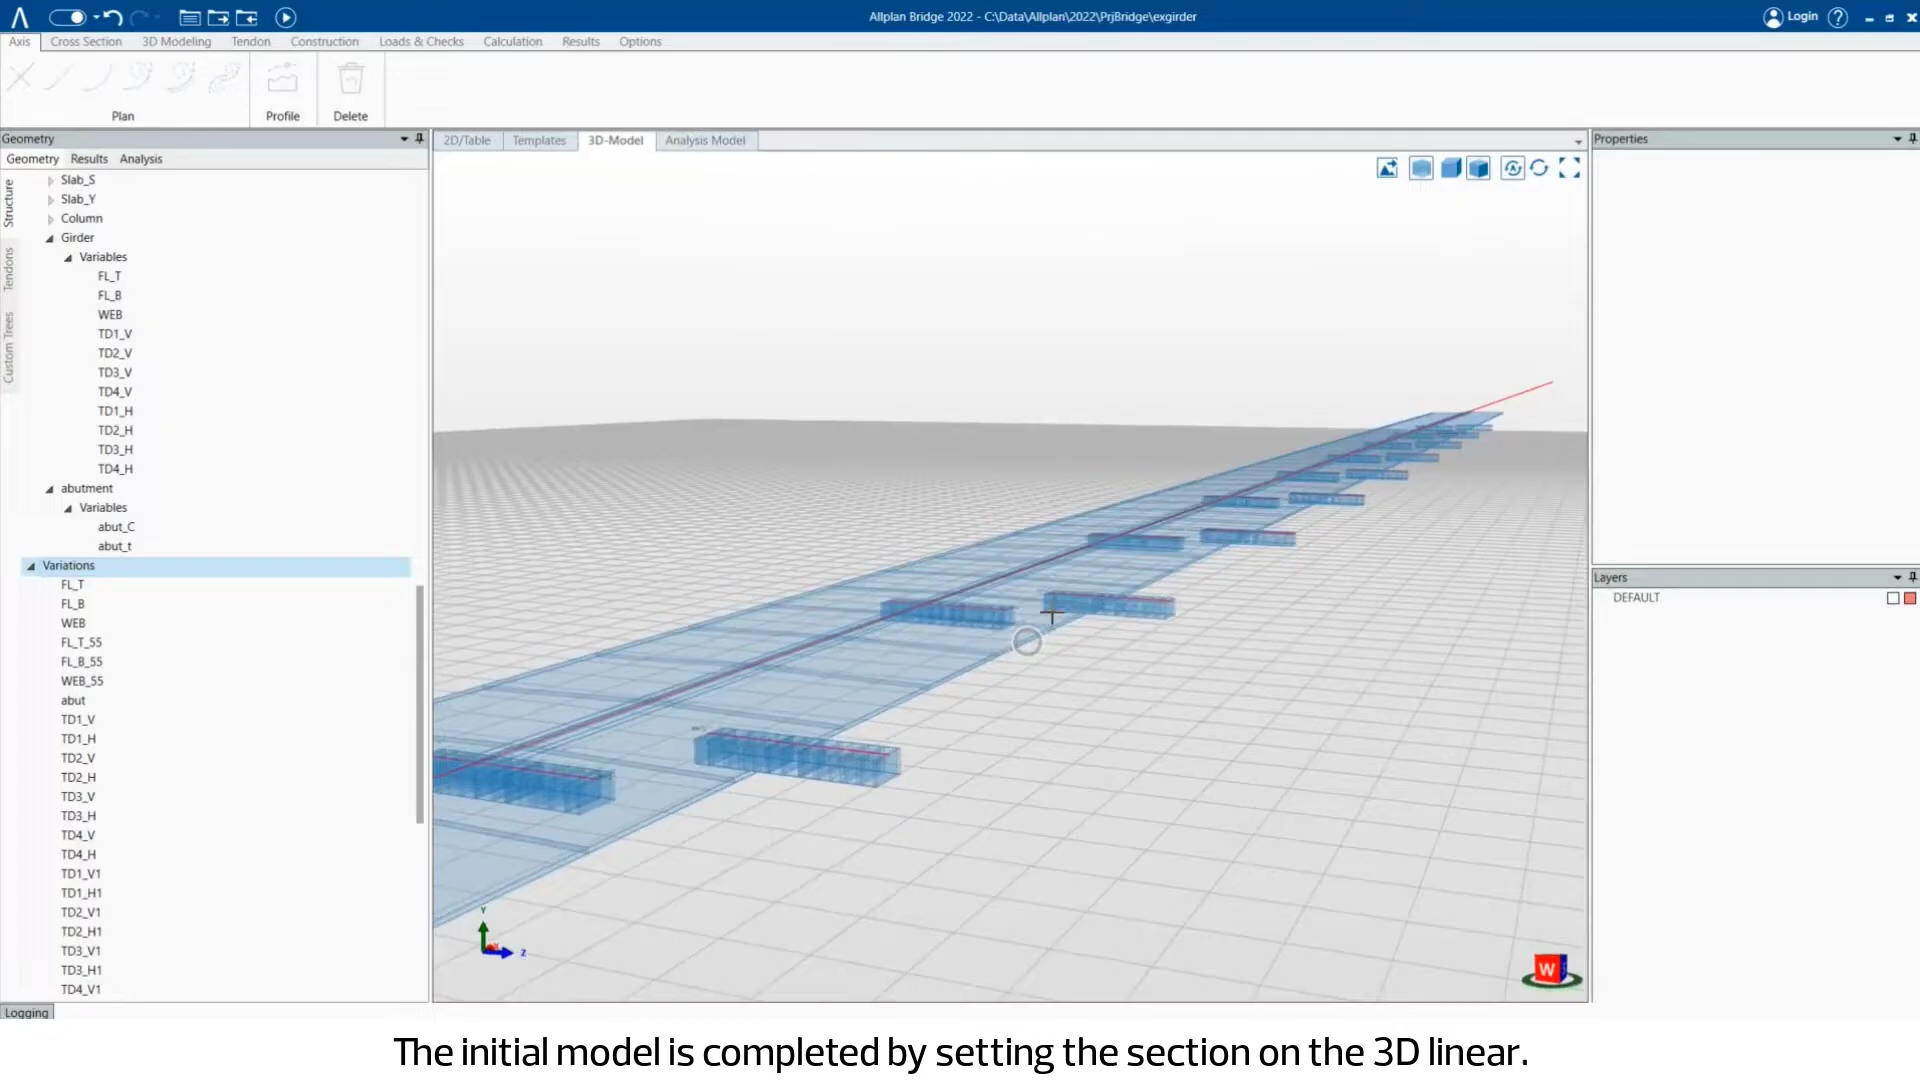 Allplan Bridge 2022 - C:\Data\Allplan\2022\PrjBridge\exgirder
Login
Axis Cross Section 3D Modeling Tendon Construction Loads & Checks Calculation Results Options
Plan Profile Delete
Geometry
Geometry Results Analysis
Structure
Tendons
Custom Trees
Slab_S
Slab_Y
Column
Girder
Variables
FL_T
FL_B
WEB
TD1_V
TD2_V
TD3_V
TD4_V
TD1_H
TD2_H
TD3_H
TD4_H
abutment
Variables
abut_C
abut_t
Variations
FL_T
FL_B
WEB
FL_T_55
FL_B_55
WEB_55
abut
TD1_V
TD1_H
TD2_V
TD2_H
TD3_V
TD3_H
TD4_V
TD4_H
TD1_V1
TD1_H1
TD2_V1
TD2_H1
TD3_V1
TD3_H1
TD4_V1
Logging
2D/Table Templates 3D-Model Analysis Model
Y
Z
W
Properties
Layers
DEFAULT
The initial model is completed by setting the section on the 3D linear.